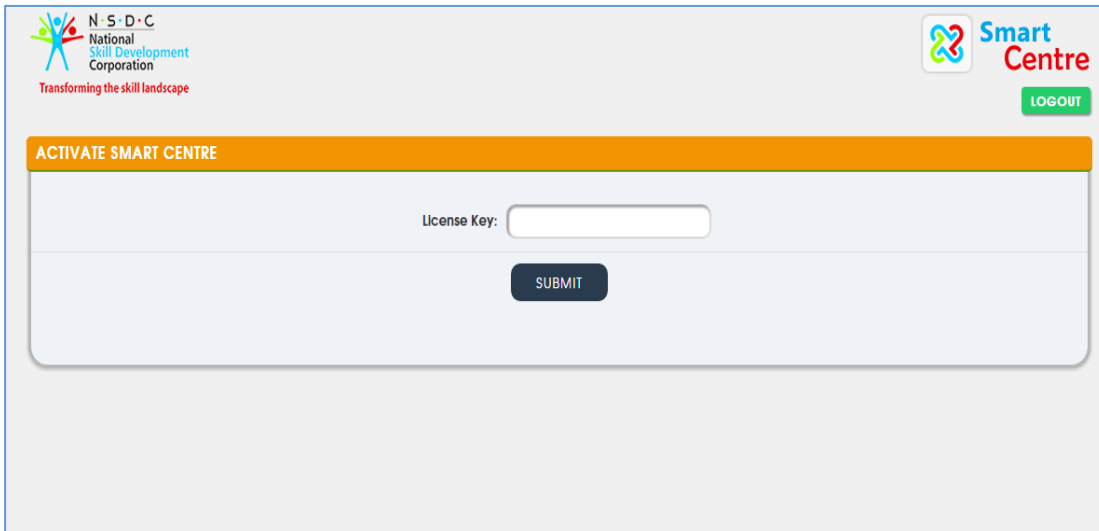 N·S·D·C
National
Skill Development
Corporation
Transforming the skill landscape
Smart
Centre
LOGOUT
ACTIVATE SMART CENTRE
License Key:
SUBMIT